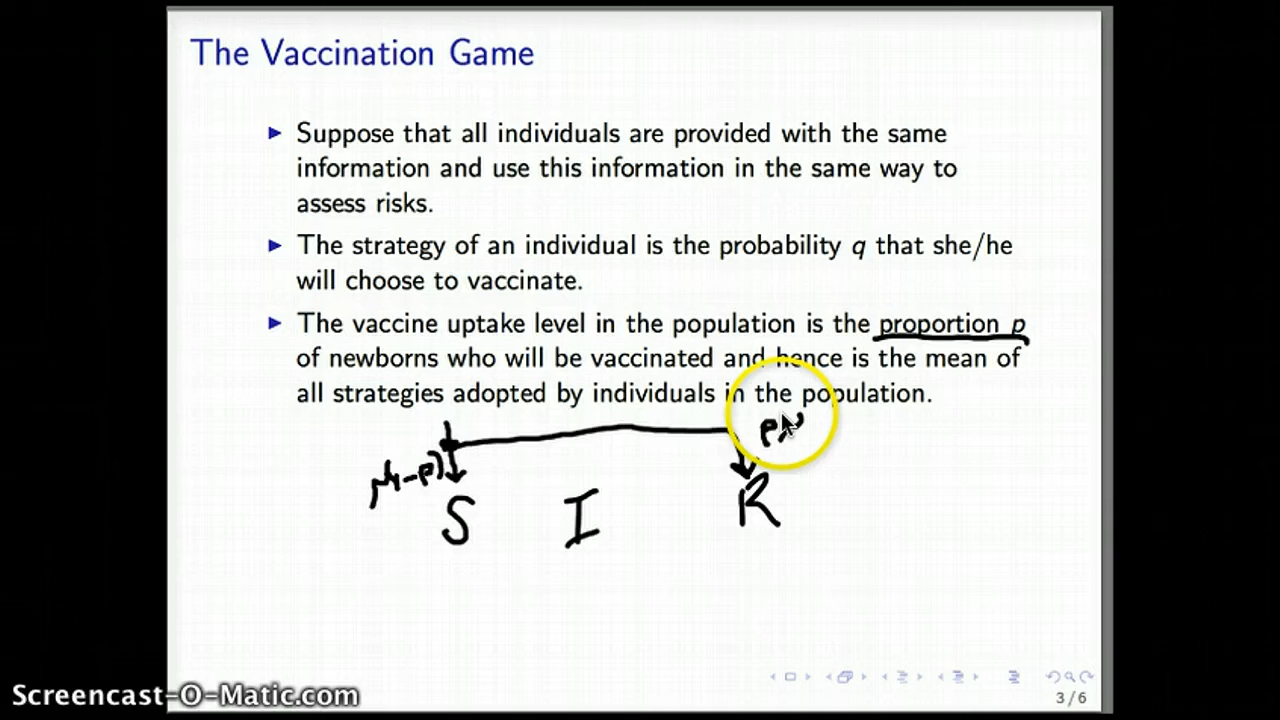 The Vaccination Game
▶ Suppose that all individuals are provided with the same
information and use this information in the same way to
assess risks.
▶ The strategy of an individual is the probability q that she/he
will choose to vaccinate.
▶ The vaccine uptake level in the population is the proportion p
of newborns who will be vaccinated and hence is the mean of
all strategies adopted by individuals in the population.
μ(1-p)
S I R
3/6
Screencast-O-Matic.com